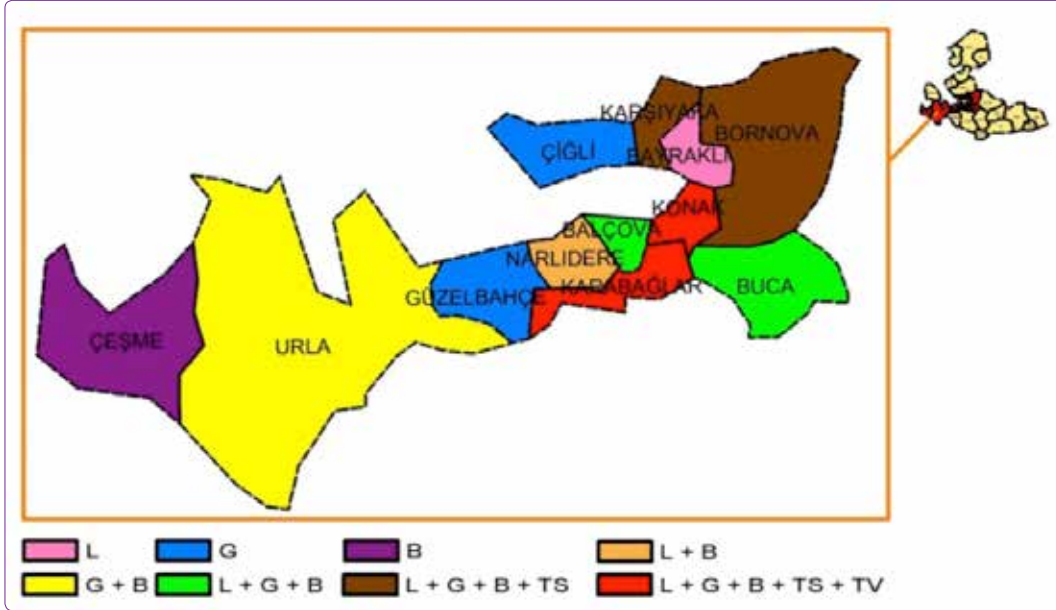 KARŞIYAKA
BORNOVA
ÇİĞLİ
BAYRAKLI
KONAK
BALÇOVA
NARLIDERE
KARABAĞLAR
BUCA
GÜZELBAHÇE
ÇEŞME
URLA
L
G
B
L + B
G + B
L + G + B
L + G + B + TS
L + G + B + TS + TV